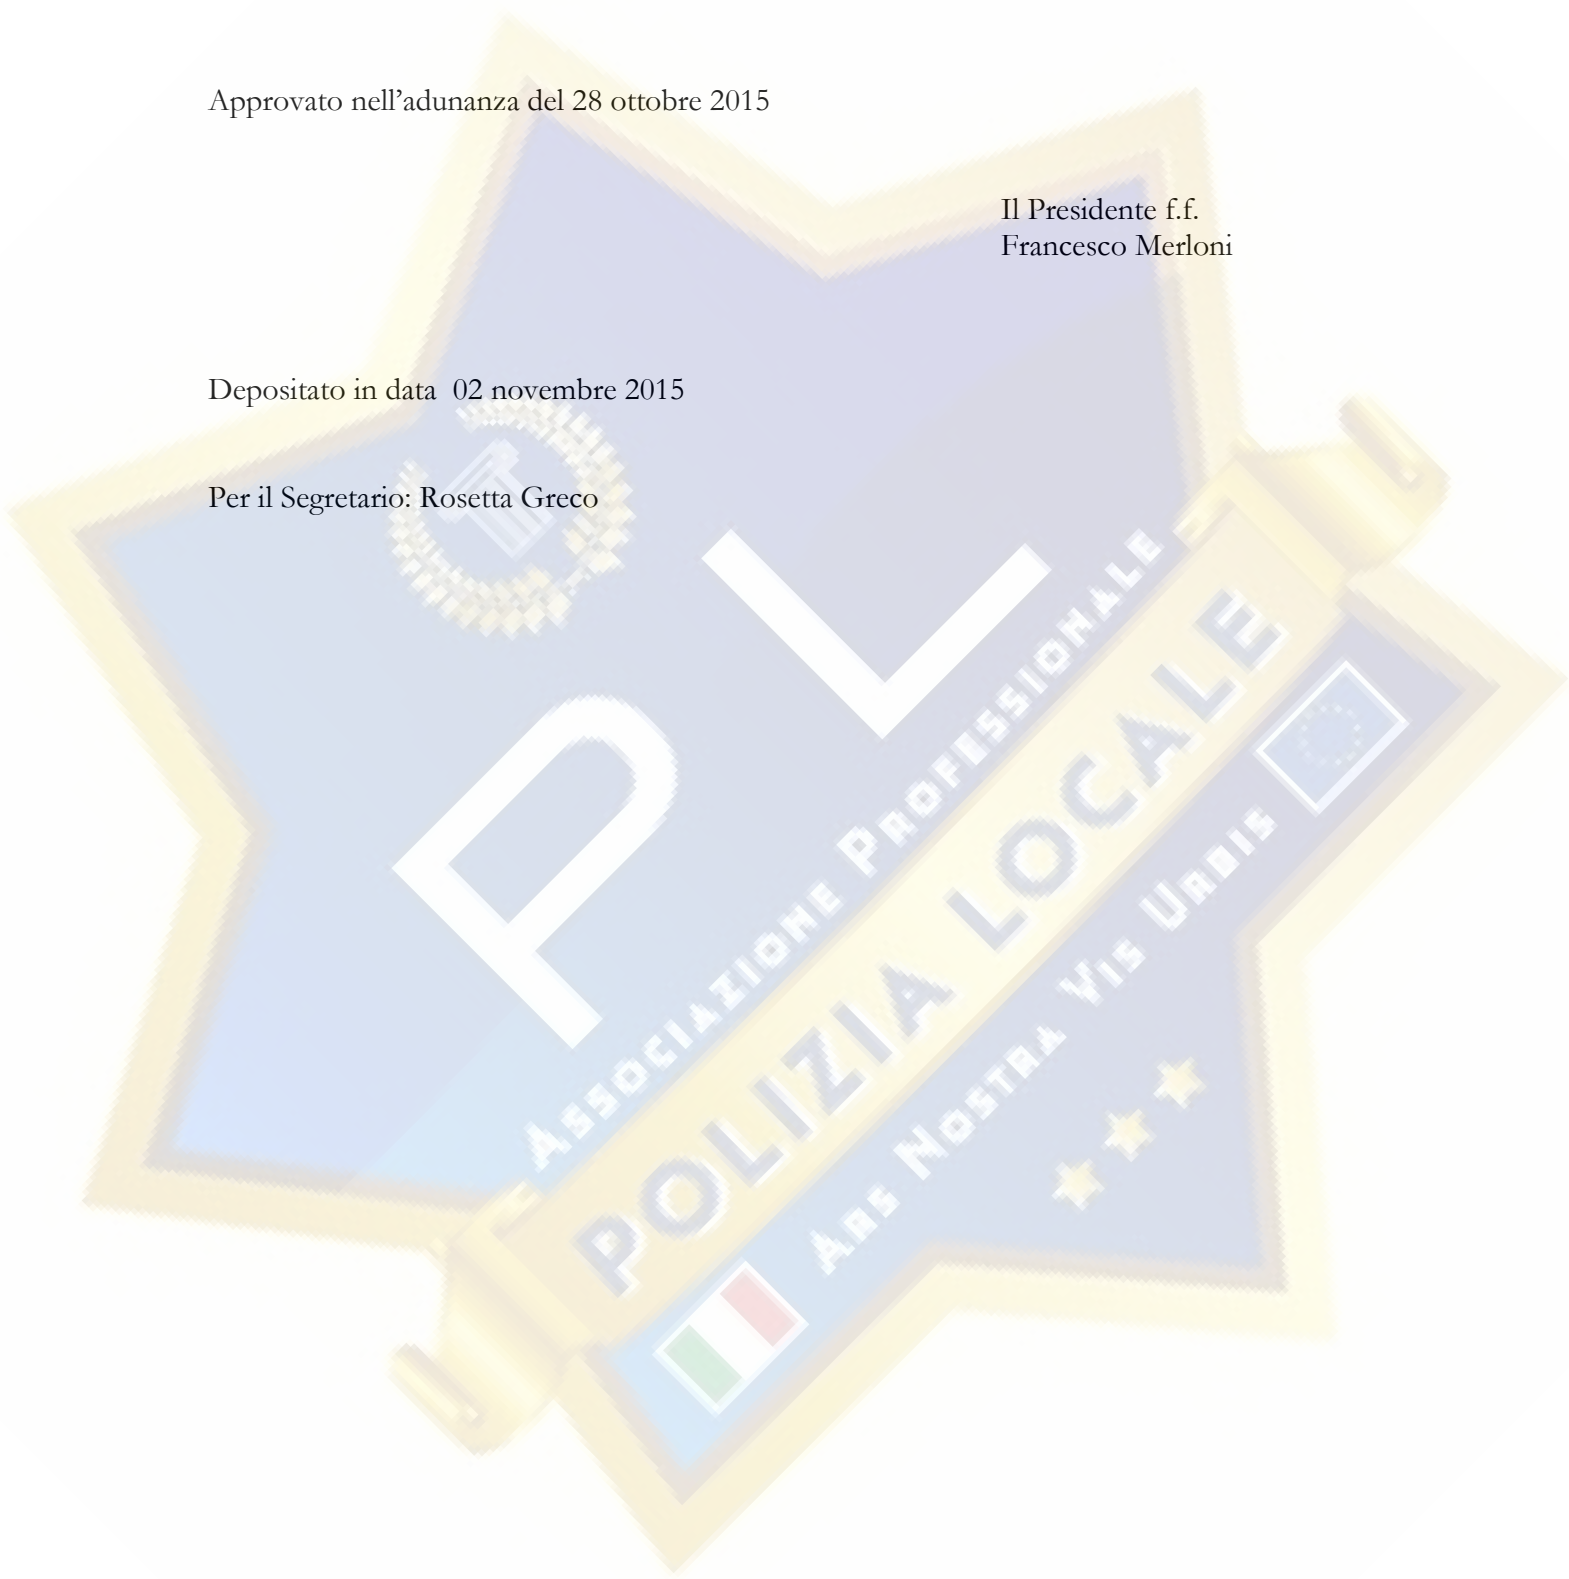 Approvato nell’adunanza del 28 ottobre 2015
Il Presidente f.f.
Francesco Merloni
Depositato in data  02 novembre 2015
Per il Segretario: Rosetta Greco
P L
ASSOCIAZIONE PROFESSIONALE
POLIZIA LOCALE
ARS NOSTRA VIS URBIS